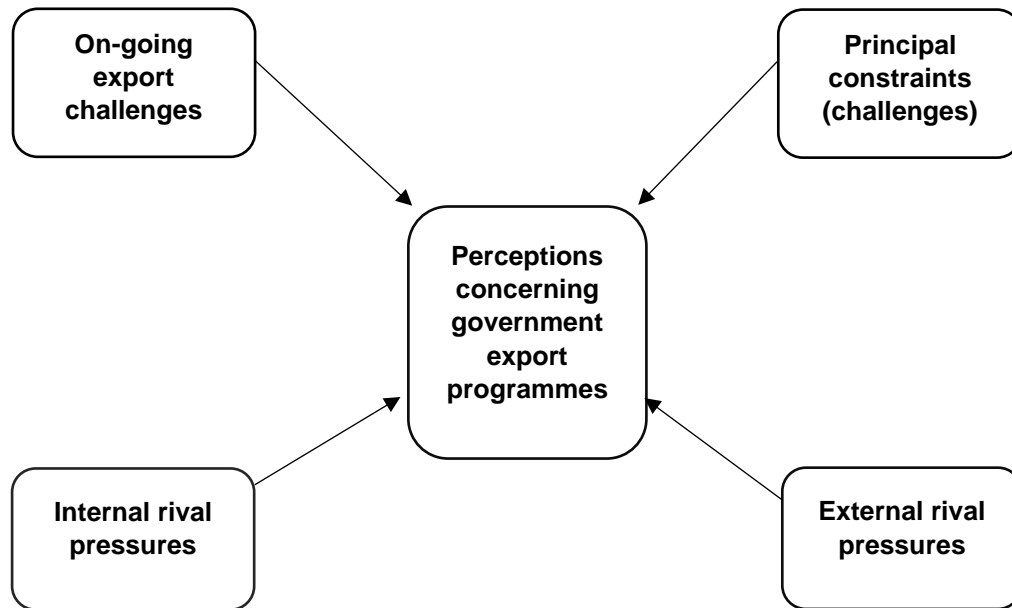 On-going
export
challenges
Principal
constraints
(challenges)
Perceptions
concerning
government
export
programmes
Internal rival
pressures
External rival
pressures